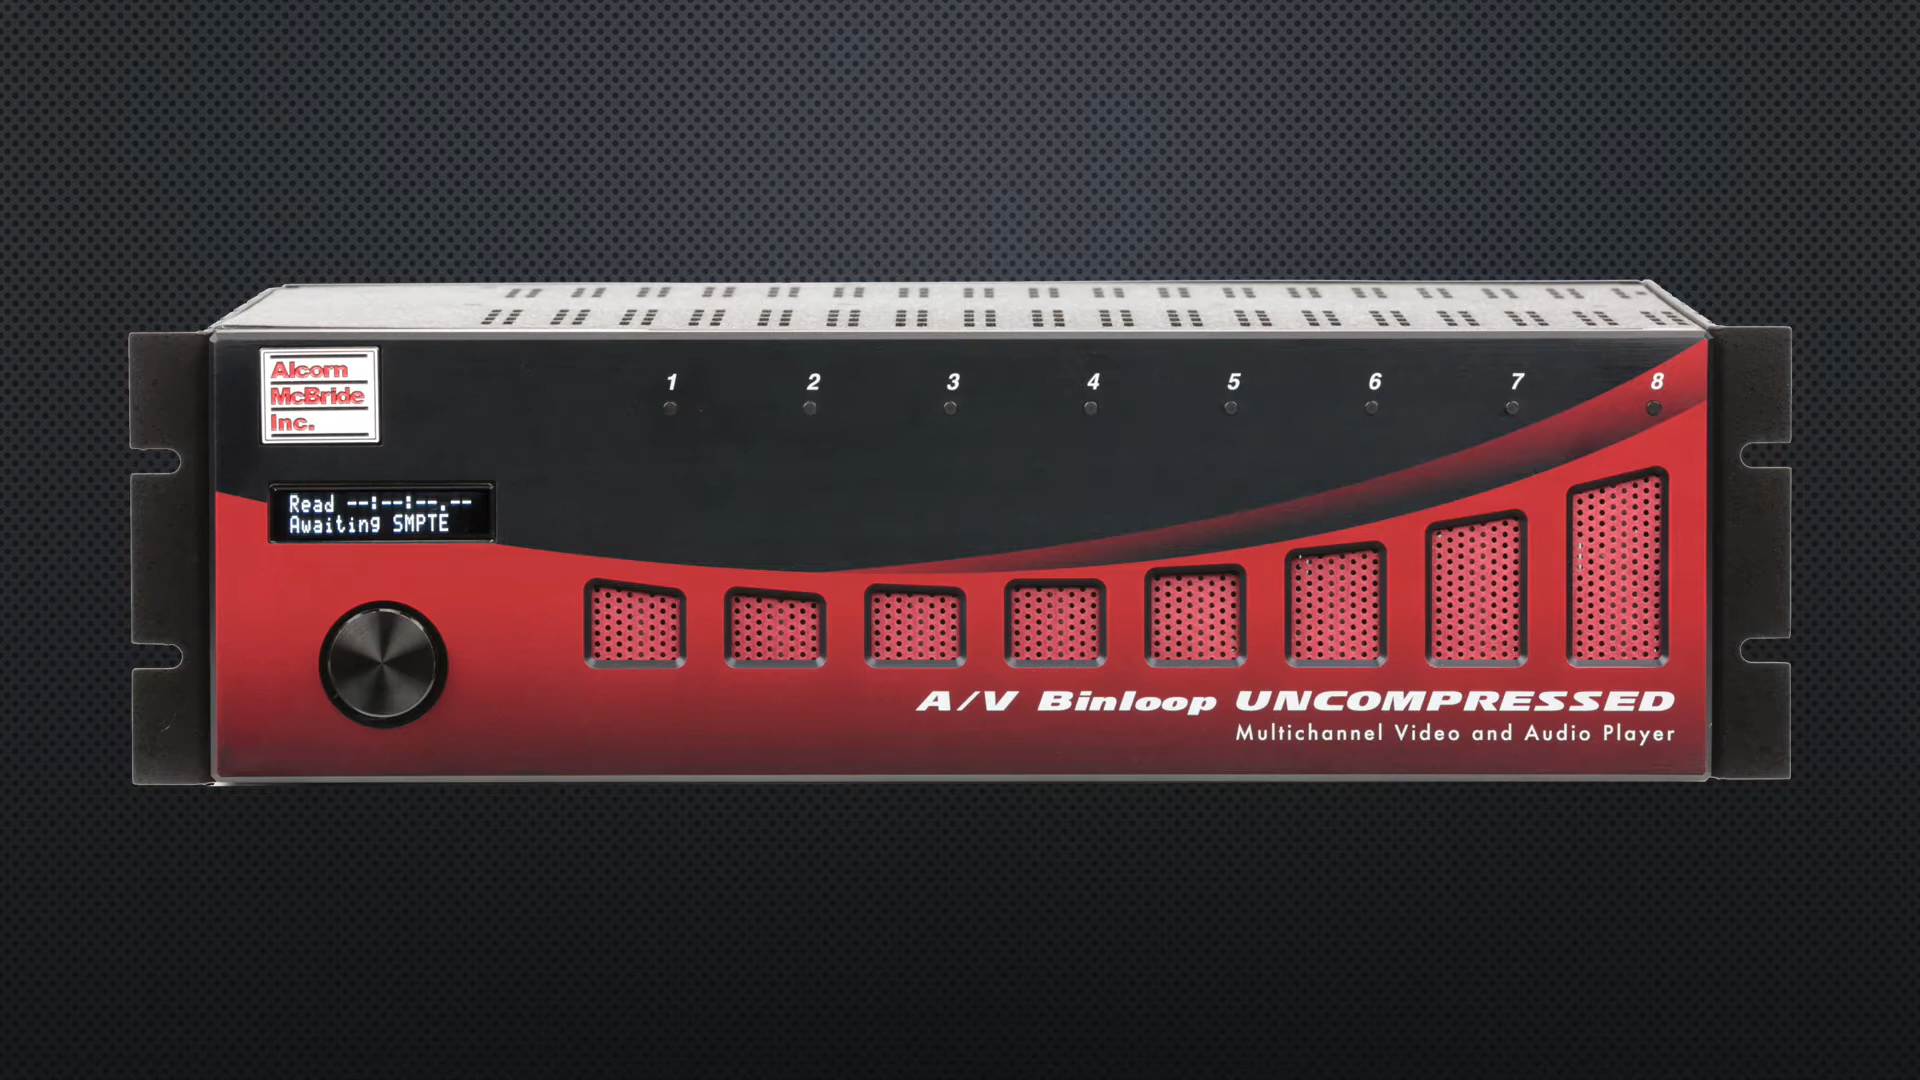 Alcorn
McBride
Inc.
1 2 3 4 5 6 7 8
Read --:--:--.--
Awaiting SMPTE
A/V Binloop UNCOMPRESSED
Multichannel Video and Audio Player